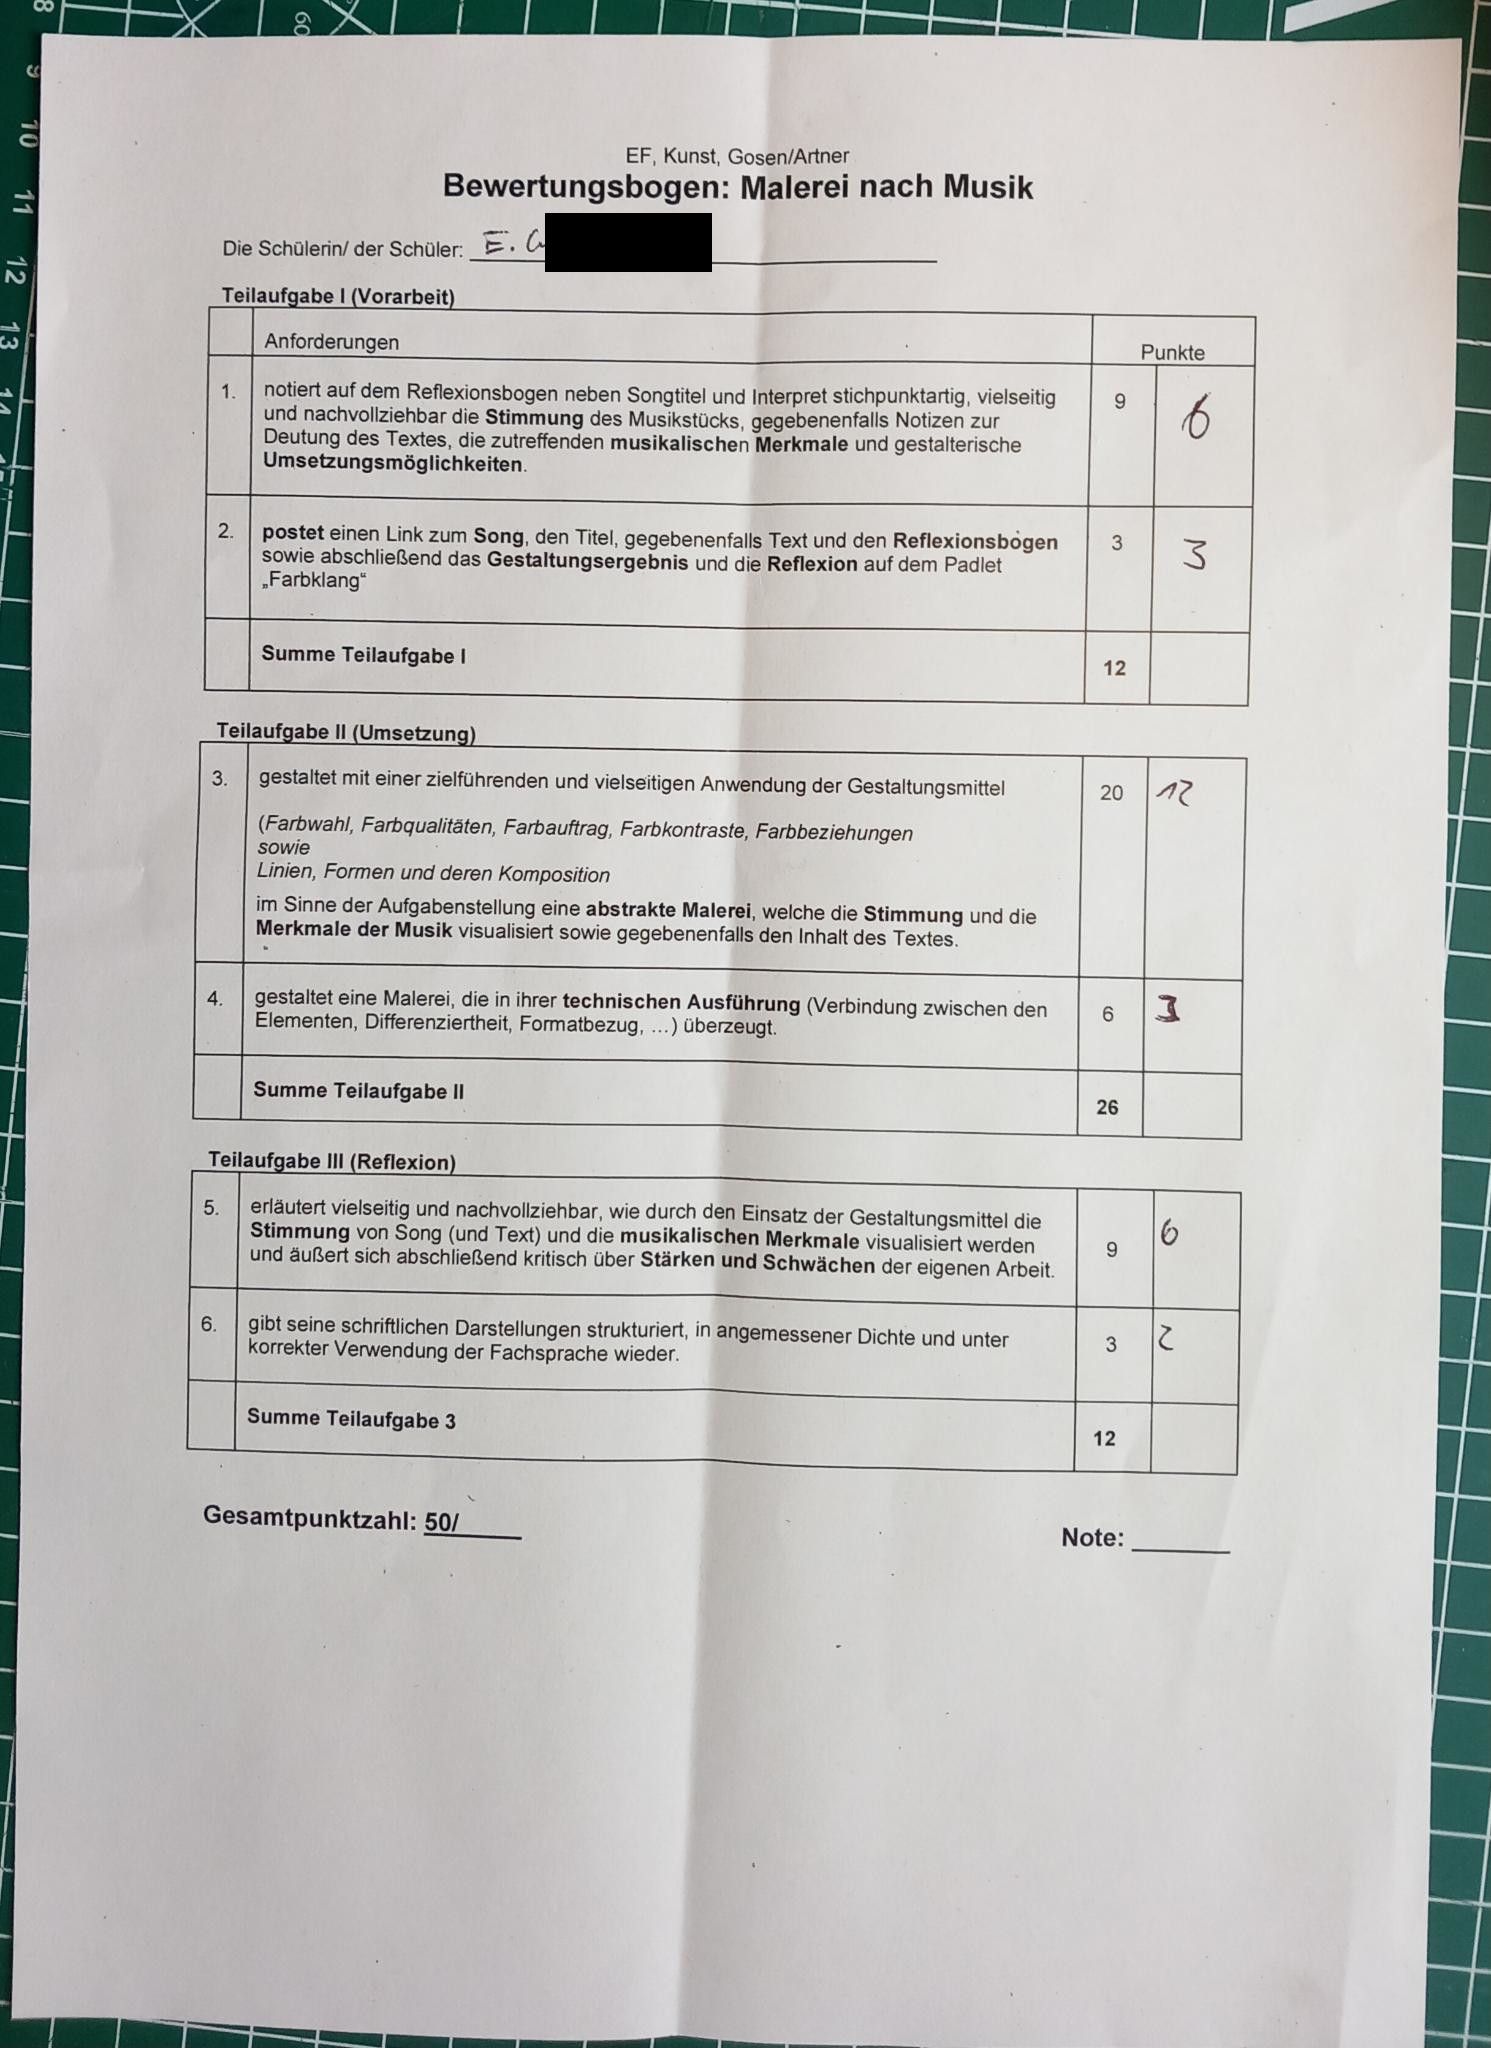 EF, Kunst, Gosen/Artner
Bewertungsbogen: Malerei nach Musik
Die Schülerin/ der Schüler: E.
Teilaufgabe I (Vorarbeit)
Anforderungen Punkte
1. notiert auf dem Reflexionsbogen neben Songtitel und Interpret stichpunktartig, vielseitig 9 6
und nachvollziehbar die Stimmung des Musikstücks, gegebenenfalls Notizen zur
Deutung des Textes, die zutreffenden musikalischen Merkmale und gestalterische
Umsetzungsmöglichkeiten.
2. postet einen Link zum Song, den Titel, gegebenenfalls Text und den Reflexionsbogen 3 3
sowie abschließend das Gestaltungsergebnis und die Reflexion auf dem Padlet
„Farbklang“
Summe Teilaufgabe I 12
Teilaufgabe II (Umsetzung)
3. gestaltet mit einer zielführenden und vielseitigen Anwendung der Gestaltungsmittel 20 12
(Farbwahl, Farbqualitäten, Farbauftrag, Farbkontraste, Farbbeziehungen
sowie
Linien, Formen und deren Komposition
im Sinne der Aufgabenstellung eine abstrakte Malerei, welche die Stimmung und die
Merkmale der Musik visualisiert sowie gegebenenfalls den Inhalt des Textes.
4. gestaltet eine Malerei, die in ihrer technischen Ausführung (Verbindung zwischen den 6 3
Elementen, Differenziertheit, Formatbezug, ...) überzeugt.
Summe Teilaufgabe II 26
Teilaufgabe III (Reflexion)
5. erläutert vielseitig und nachvollziehbar, wie durch den Einsatz der Gestaltungsmittel die 9 6
Stimmung von Song (und Text) und die musikalischen Merkmale visualisiert werden
und äußert sich abschließend kritisch über Stärken und Schwächen der eigenen Arbeit.
6. gibt seine schriftlichen Darstellungen strukturiert, in angemessener Dichte und unter 3 2
korrekter Verwendung der Fachsprache wieder.
Summe Teilaufgabe 3 12
Gesamtpunktzahl: 50/
Note:
8
9
10
11
12
13
14
60